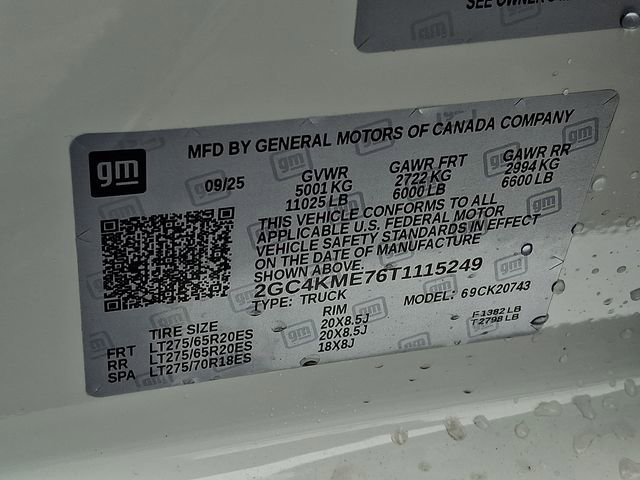 SEE OWNER
MFD BY GENERAL MOTORS OF CANADA COMPANY
gm
09/25
GVWR GAWR FRT GAWR RR
5001 KG 2722 KG 2994 KG
11025 LB 6000 LB 6600 LB
THIS VEHICLE CONFORMS TO ALL
APPLICABLE U.S. FEDERAL MOTOR
VEHICLE SAFETY STANDARDS IN EFFECT
ON THE DATE OF MANUFACTURE
SHOWN ABOVE.
2GC4KME76T1115249
TYPE: TRUCK MODEL: 69CK20743
TIRE SIZE RIM
FRT LT275/65R20ES 20X8.5J F1382 LB
RR LT275/65R20ES 20X8.5J T2798 LB
SPA LT275/70R18ES 18X8J